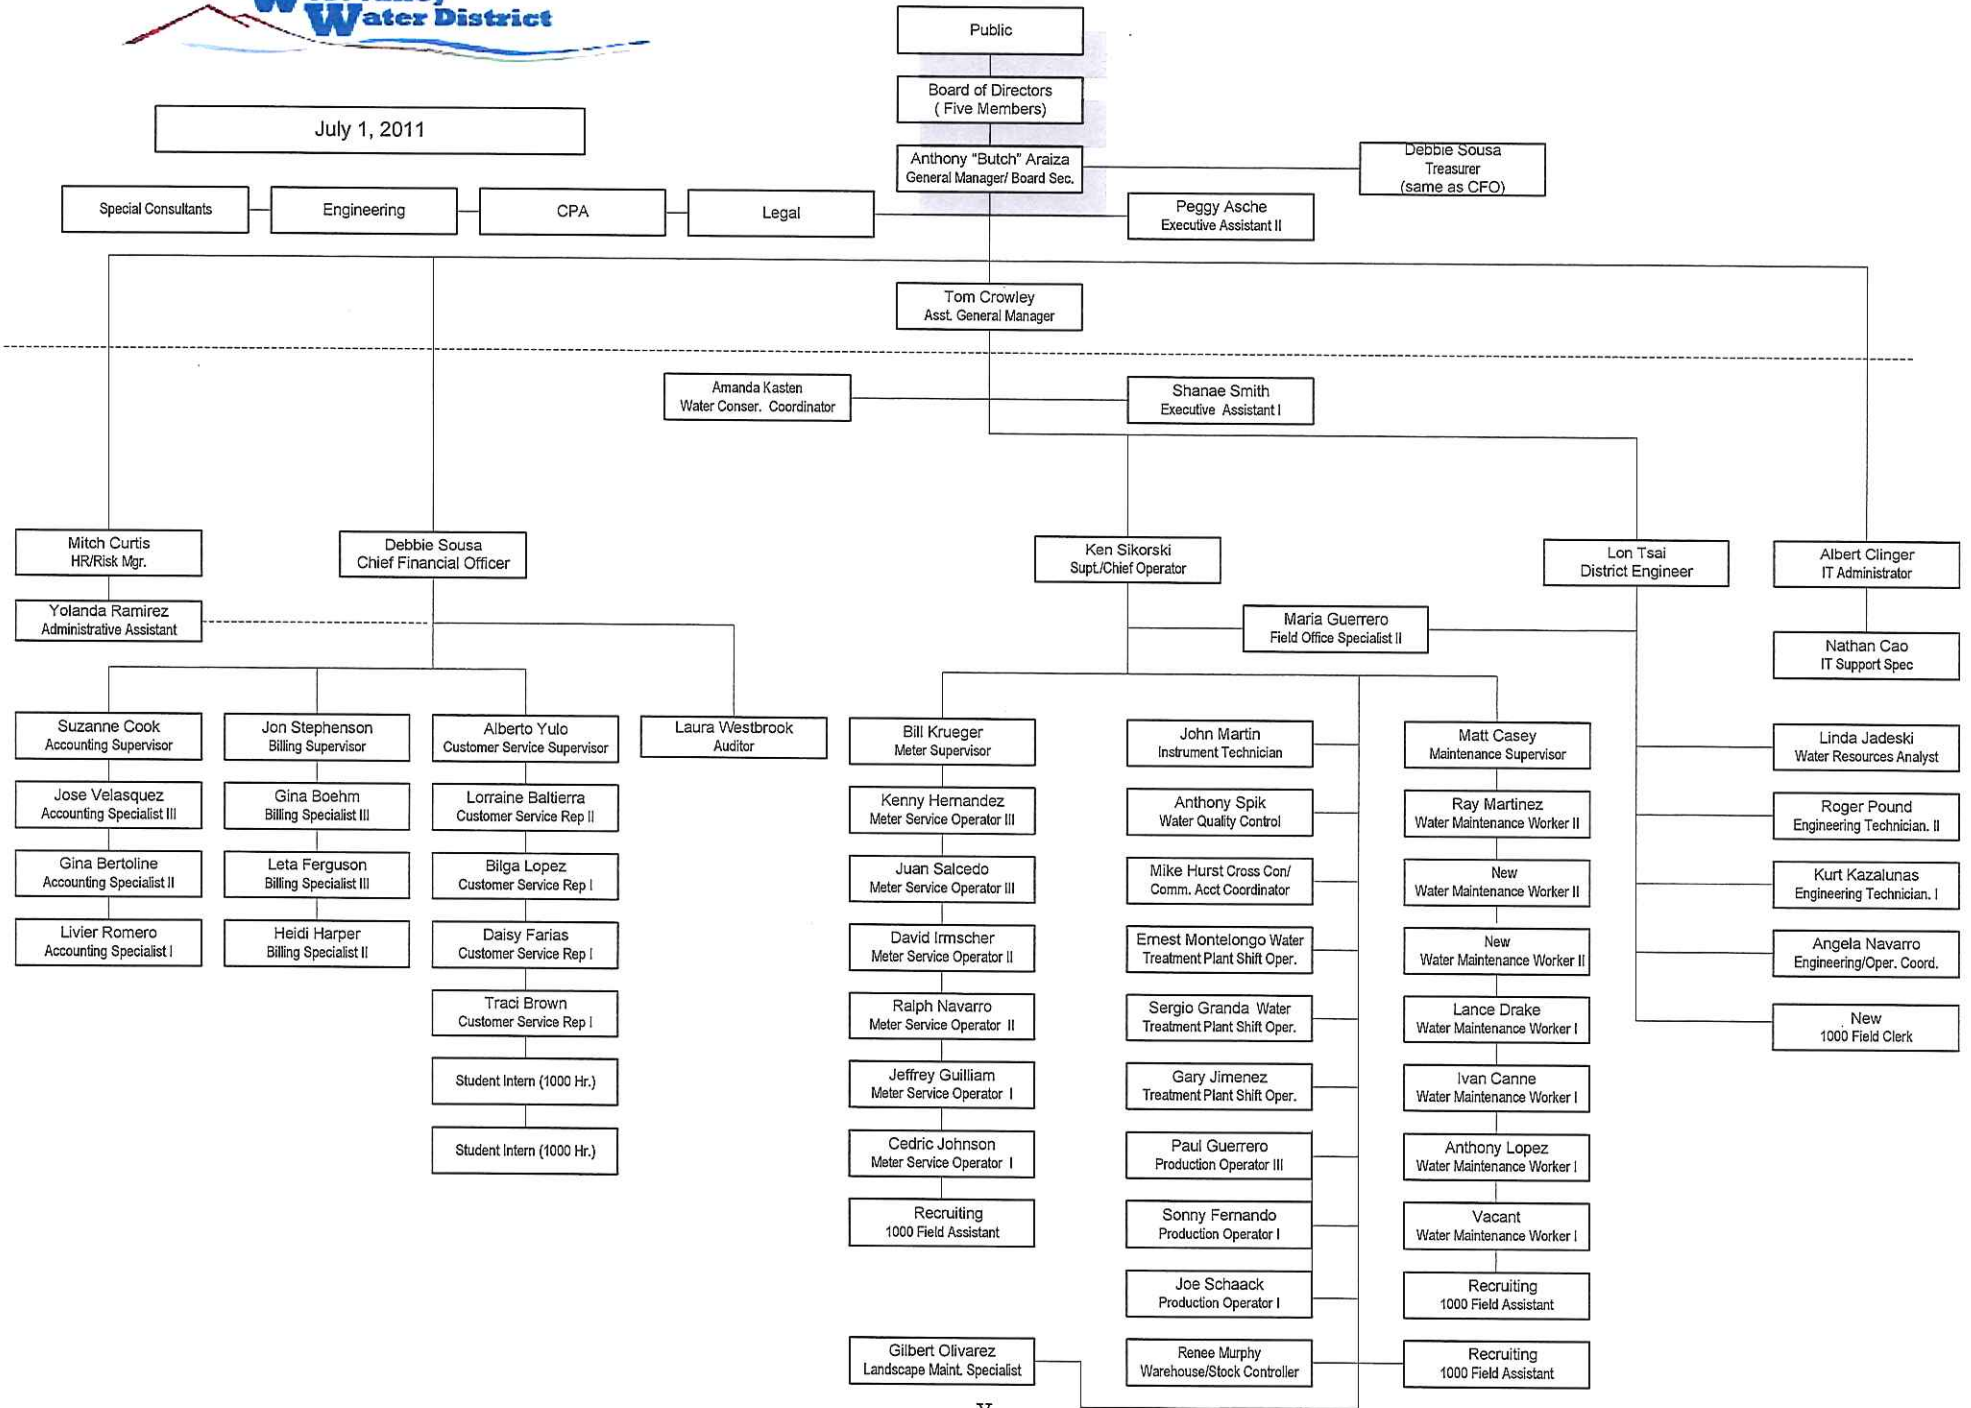 Water District
July 1, 2011
Public
Board of Directors
( Five Members)
Anthony “Butch” Araiza
General Manager/ Board Sec.
Debbie Sousa
Treasurer
(same as CFO)
Special Consultants
Engineering
CPA
Legal
Peggy Asche
Executive Assistant II
Tom Crowley
Asst. General Manager
Amanda Kasten
Water Conser. Coordinator
Shanae Smith
Executive Assistant I
Mitch Curtis
HR/Risk Mgr.
Debbie Sousa
Chief Financial Officer
Ken Sikorski
Supt./Chief Operator
Lon Tsai
District Engineer
Albert Clinger
IT Administrator
Yolanda Ramirez
Administrative Assistant
Maria Guerrero
Field Office Specialist II
Nathan Cao
IT Support Spec
Suzanne Cook
Accounting Supervisor
Jose Velasquez
Accounting Specialist III
Gina Bertoline
Accounting Specialist II
Livier Romero
Accounting Specialist I
Jon Stephenson
Billing Supervisor
Gina Boehm
Billing Specialist III
Leta Ferguson
Billing Specialist III
Heidi Harper
Billing Specialist II
Alberto Yulo
Customer Service Supervisor
Lorraine Baltierra
Customer Service Rep II
Bilga Lopez
Customer Service Rep I
Daisy Farias
Customer Service Rep I
Traci Brown
Customer Service Rep I
Student Intern (1000 Hr.)
Student Intern (1000 Hr.)
Laura Westbrook
Auditor
Bill Krueger
Meter Supervisor
Kenny Hernandez
Meter Service Operator III
Juan Salcedo
Meter Service Operator III
David Irmscher
Meter Service Operator II
Ralph Navarro
Meter Service Operator II
Jeffrey Guilliam
Meter Service Operator I
Cedric Johnson
Meter Service Operator I
Recruiting
1000 Field Assistant
Gilbert Olivarez
Landscape Maint. Specialist
John Martin
Instrument Technician
Anthony Spik
Water Quality Control
Mike Hurst Cross Con/
Comm. Acct Coordinator
Ernest Montelongo Water
Treatment Plant Shift Oper.
Sergio Granda Water
Treatment Plant Shift Oper.
Gary Jimenez
Treatment Plant Shift Oper.
Paul Guerrero
Production Operator III
Sonny Fernando
Production Operator I
Joe Schaack
Production Operator I
Renee Murphy
Warehouse/Stock Controller
Matt Casey
Maintenance Supervisor
Ray Martinez
Water Maintenance Worker II
New
Water Maintenance Worker II
New
Water Maintenance Worker II
Lance Drake
Water Maintenance Worker I
Ivan Canne
Water Maintenance Worker I
Anthony Lopez
Water Maintenance Worker I
Vacant
Water Maintenance Worker I
Recruiting
1000 Field Assistant
Recruiting
1000 Field Assistant
Linda Jadeski
Water Resources Analyst
Roger Pound
Engineering Technician. II
Kurt Kazalunas
Engineering Technician. I
Angela Navarro
Engineering/Oper. Coord.
New
1000 Field Clerk